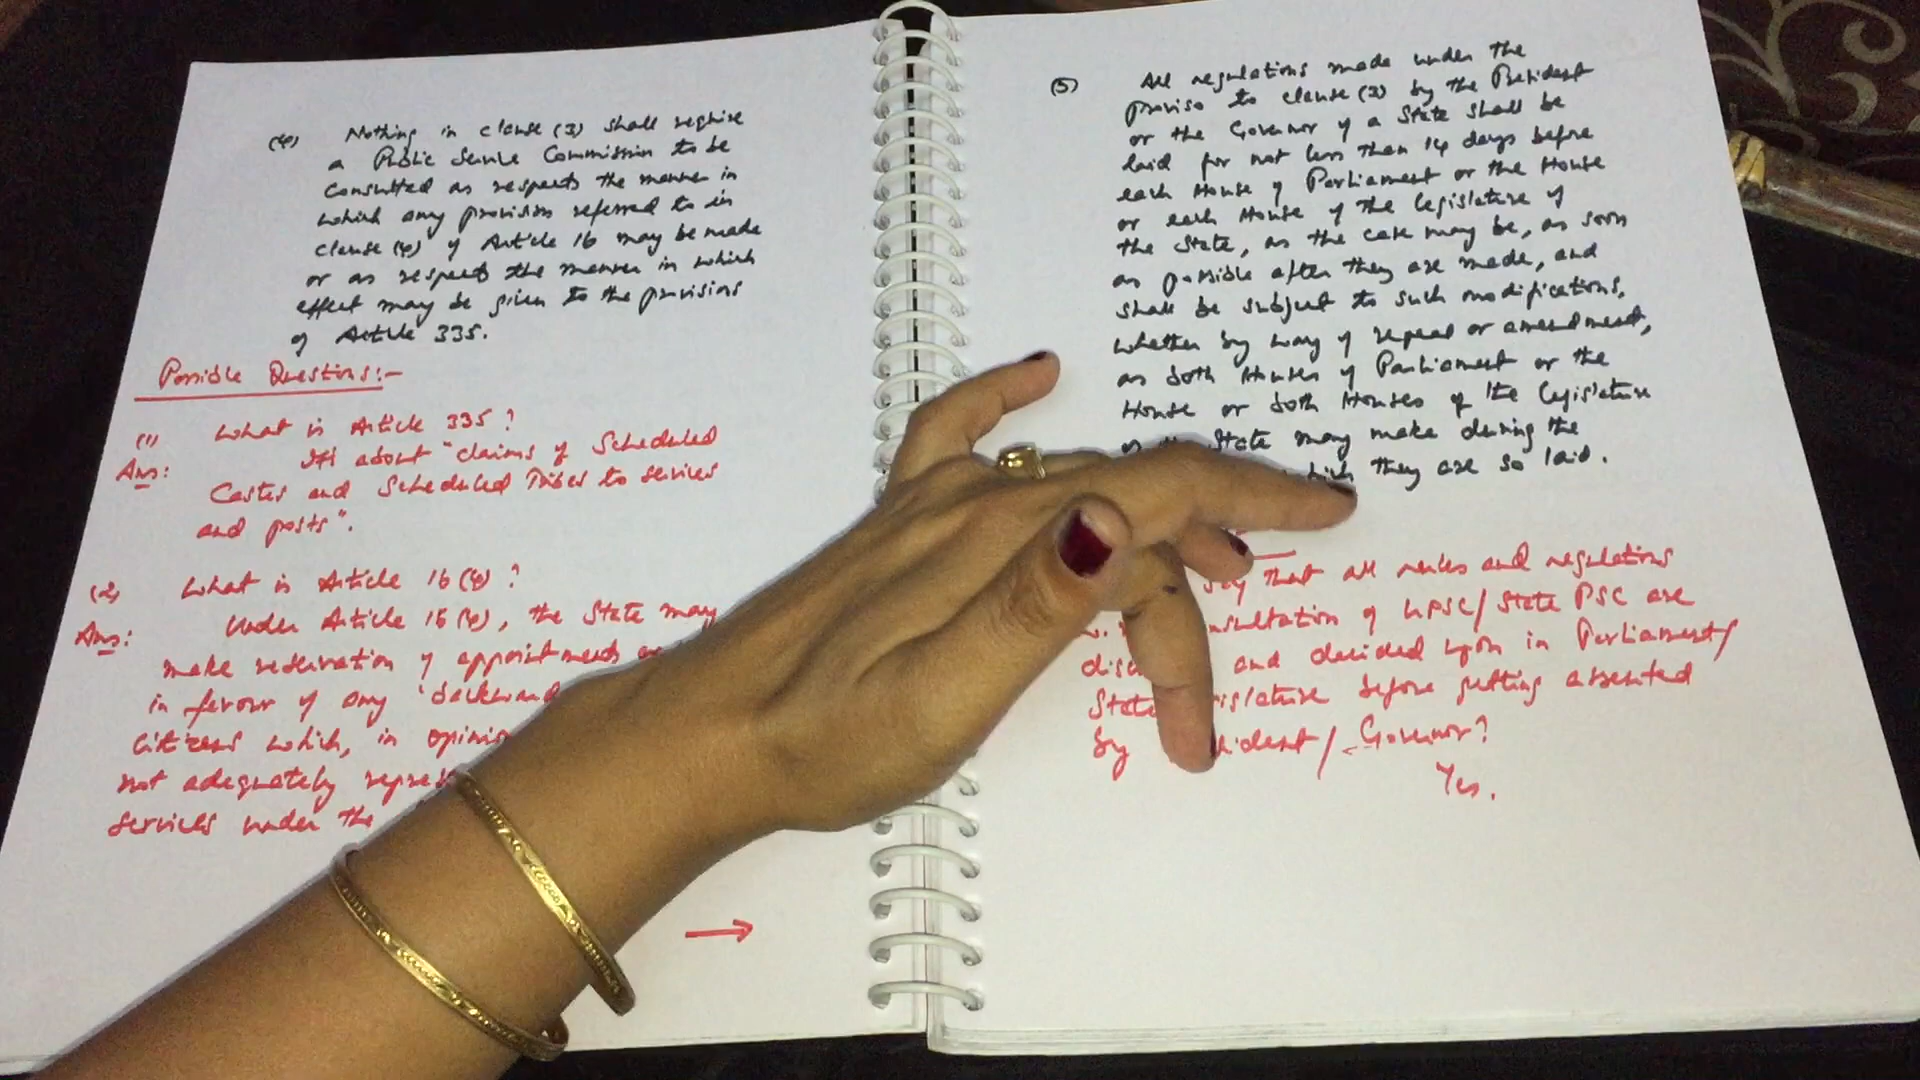 (4) Nothing in clause (3) shall require
a Public Service Commission to be
consulted as respects the manner in
which any provision referred to in
clause (4) of Article 16 may be made
or as respects the manner in which
effect may be given to the provisions
of Article 335.
Possible Questions:-
(1) What is Article 335?
Ans: It's about "claims of Scheduled
Castes and Scheduled Tribes to services
and posts".
(2) What is Article 16(4)?
Ans: Under Article 16(4), the State may
make reservation of appointments
in favour of any 'backward
citizens which, in
not adequately
services under the
→
(5) All regulations made under the
proviso to clause (3) by the President
or the Governor of a State shall be
laid for not less than 14 days before
each House of Parliament or the House
or each House of the legislature of
the State, as the case may be, as soon
as possible after they are made, and
shall be subject to such modifications,
whether by way of repeal or amendment,
as both Houses of Parliament or the
House or both Houses of the legislature
State may make during the
they are so laid.
say that all rules and regulations
of UPSC/State PSC are
and decided upon in Parliament/
State before getting assented
by / Governor?
Yes.